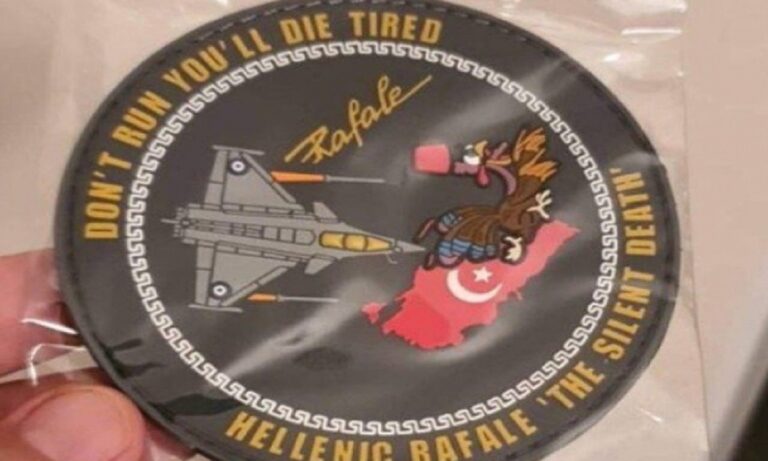 DON'T RUN YOU'LL DIE TIRED
Rafale
HELLENIC RAFALE 'THE SILENT DEATH'